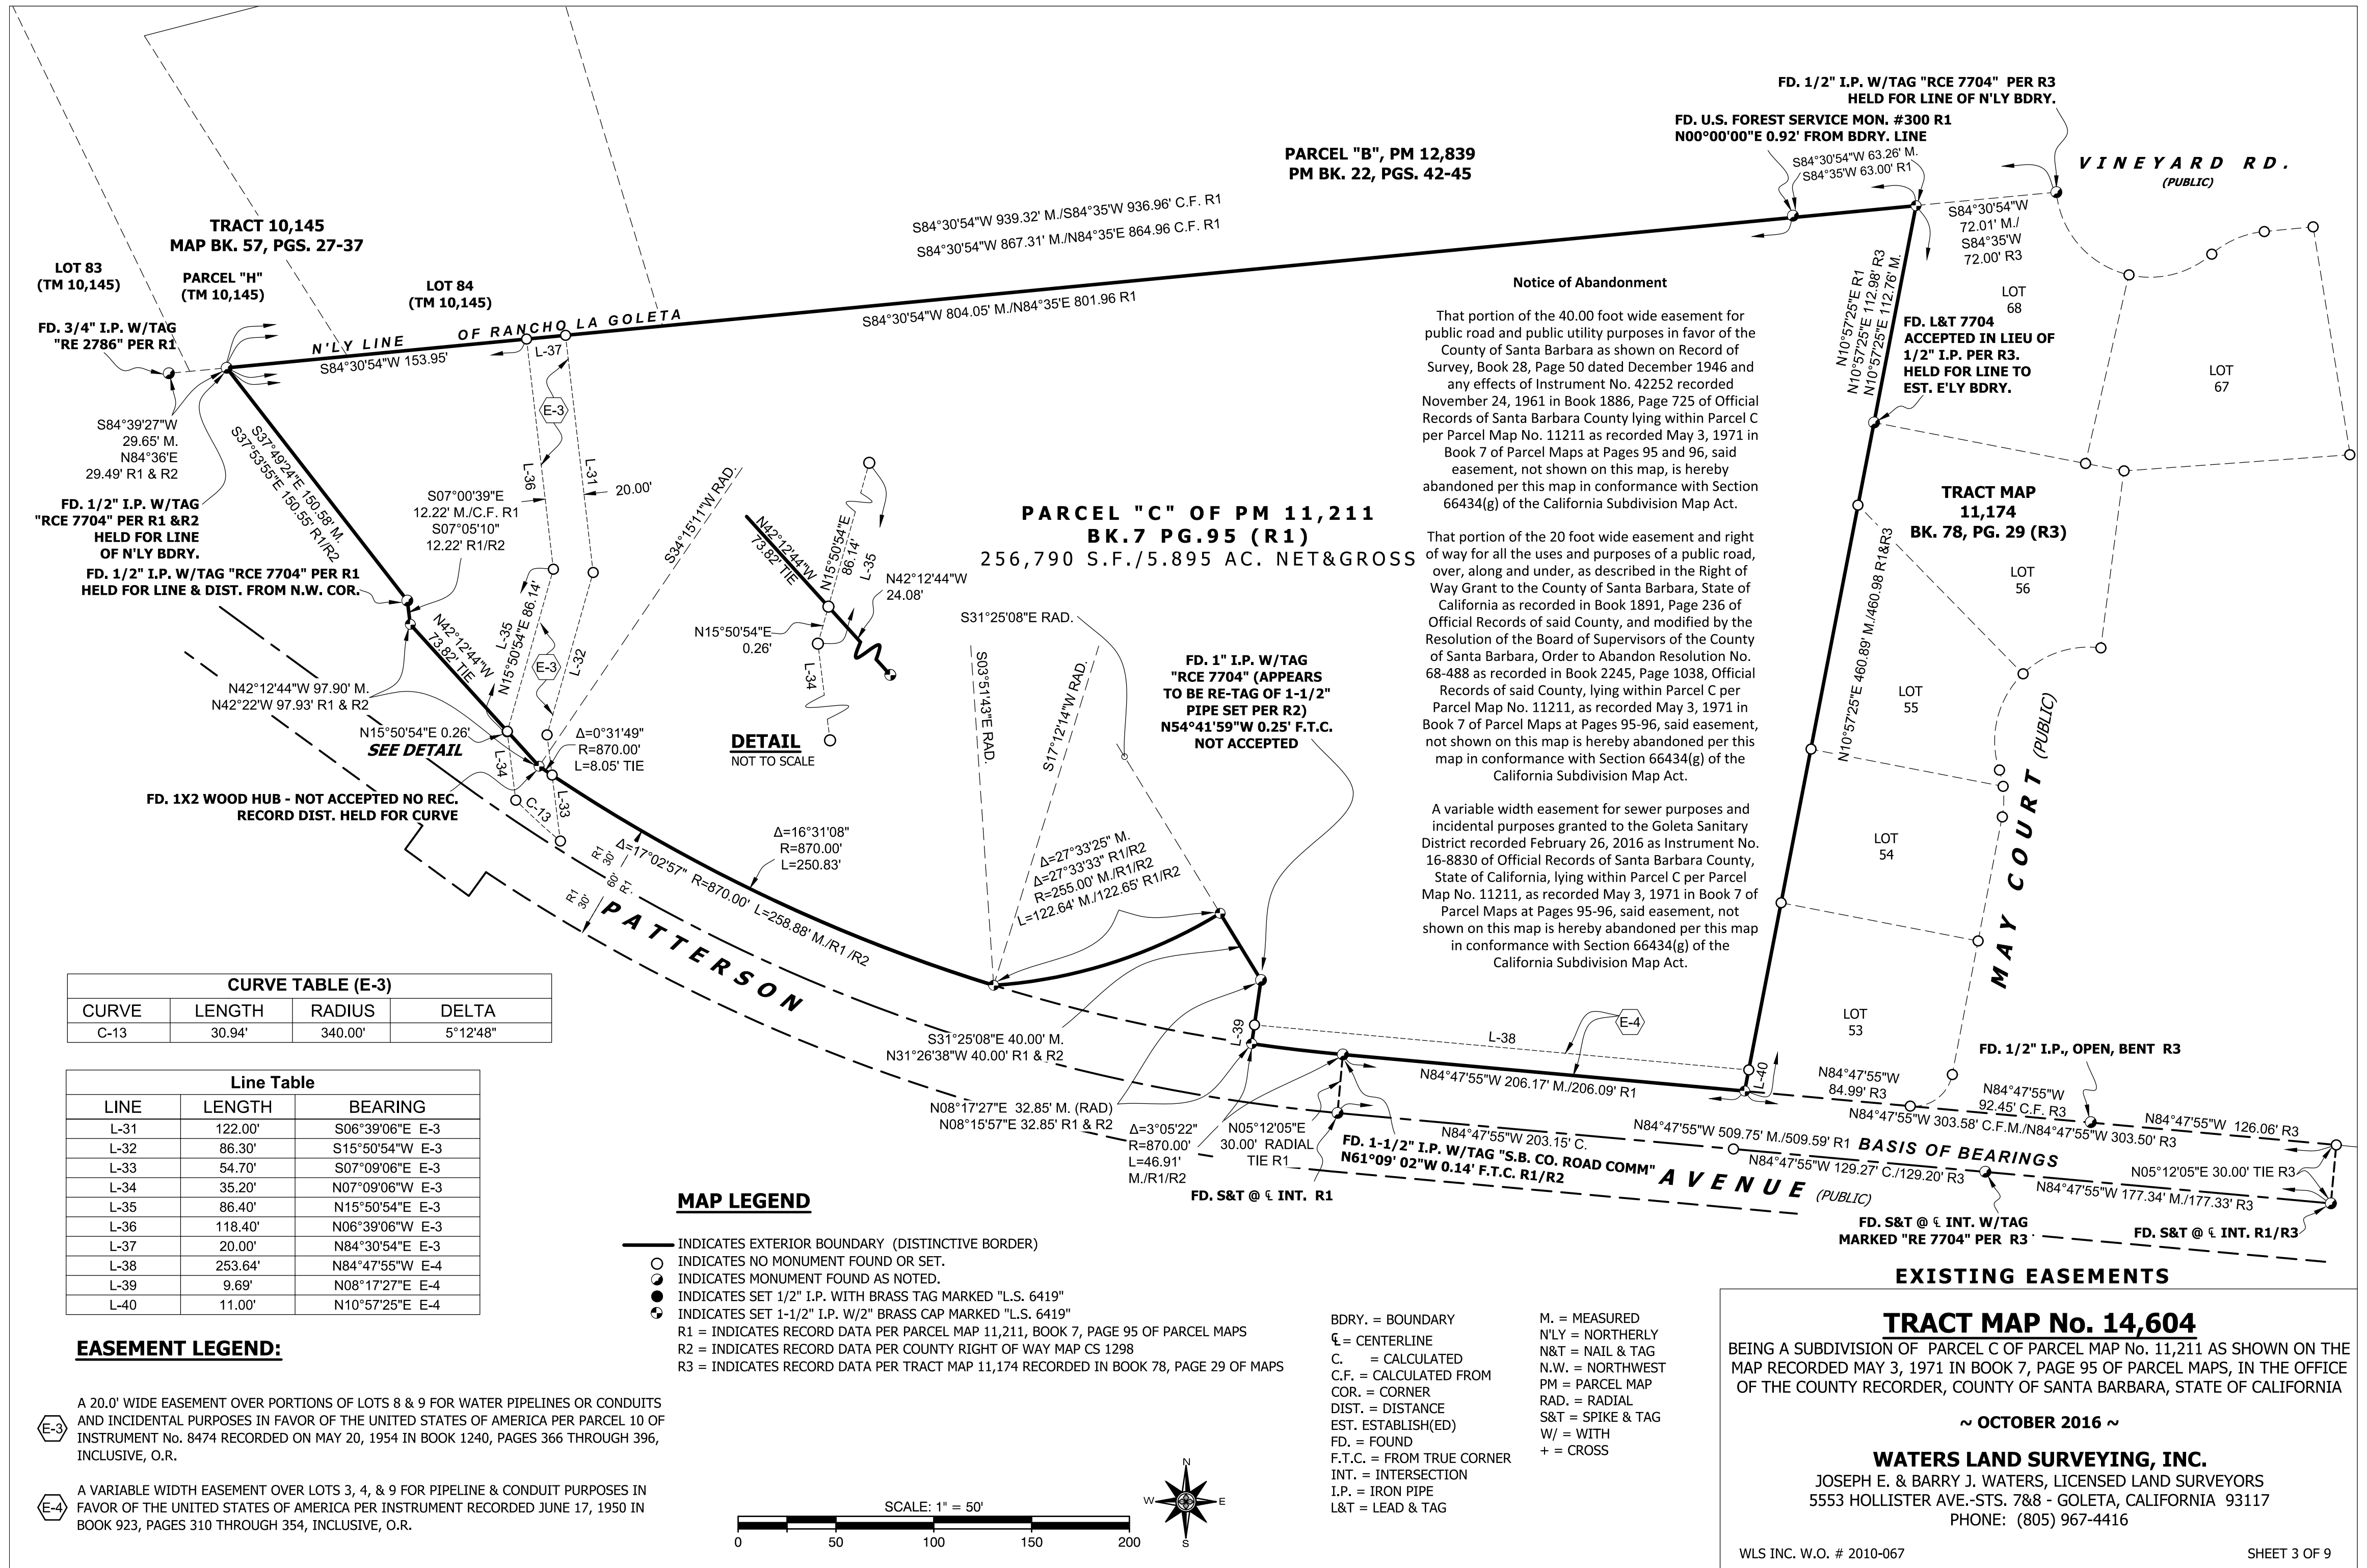 FD. 1/2" I.P. W/TAG "RCE 7704" PER R3
HELD FOR LINE OF N'LY BDRY.
FD. U.S. FOREST SERVICE MON. #300 R1
N00°00'00"E 0.92' FROM BDRY. LINE
S84°30'54"W 63.26' M.
S84°35'W 63.00' R1
VINEYARD RD.
(PUBLIC)
PARCEL "B", PM 12,839
PM BK. 22, PGS. 42-45
S84°30'54"W 939.32' M./S84°35'W 936.96' C.F. R1
S84°30'54"W 867.31' M./N84°35'E 864.96 C.F. R1
S84°30'54"W 804.05' M./N84°35'E 801.96 R1
TRACT 10,145
MAP BK. 57, PGS. 27-37
LOT 83
(TM 10,145)
PARCEL "H"
(TM 10,145)
LOT 84
(TM 10,145)
N'LY LINE OF RANCHO LA GOLETA
S84°30'54"W 153.95'
L-37
FD. 3/4" I.P. W/TAG
"RE 2786" PER R1
S84°39'27"W
29.65' M.
N84°36'E
29.49' R1 & R2
S37°49'24"E 150.58' M.
S37°53'55"E 150.55' R1/R2
FD. 1/2" I.P. W/TAG
"RCE 7704" PER R1 &R2
HELD FOR LINE
OF N'LY BDRY.
FD. 1/2" I.P. W/TAG "RCE 7704" PER R1
HELD FOR LINE & DIST. FROM N.W. COR.
S07°00'39"E
12.22' M./C.F. R1
S07°05'10"
12.22' R1/R2
E-3
L-36
L-31
20.00'
N42°12'44"W
73.82' TIE
L-35
N15°50'54"E 86.14'
E-3
L-32
S34°15'11"W RAD.
N42°12'44"W 97.90' M.
N42°22'W 97.93' R1 & R2
N15°50'54"E 0.26'
SEE DETAIL
L-34
L-33
C-13
Δ=0°31'49"
R=870.00'
L=8.05' TIE
FD. 1X2 WOOD HUB - NOT ACCEPTED NO REC.
RECORD DIST. HELD FOR CURVE
N42°12'44"W
73.82' TIE
N15°50'54"E
86.14'
L-35
N42°12'44"W
24.08'
N15°50'54"E
0.26'
L-34
DETAIL
NOT TO SCALE
PARCEL "C" OF PM 11,211
BK.7 PG.95 (R1)
256,790 S.F./5.895 AC. NET&GROSS
S31°25'08"E RAD.
S03°51'43"E RAD.
S17°12'14"W RAD.
FD. 1" I.P. W/TAG
"RCE 7704" (APPEARS
TO BE RE-TAG OF 1-1/2"
PIPE SET PER R2)
N54°41'59"W 0.25' F.T.C.
NOT ACCEPTED
Δ=16°31'08"
R=870.00'
L=250.83'
Δ=17°02'57" R=870.00' L=258.88' M./R1 /R2
R1
30'
60' R1.
R1
30'
Δ=27°33'25" M.
Δ=27°33'33" R1/R2
R=255.00' M./R1/R2
L=122.64' M./122.65' R1/R2
PATTERSON
S31°25'08"E 40.00' M.
N31°26'38"W 40.00' R1 & R2
N08°17'27"E 32.85' M. (RAD)
N08°15'57"E 32.85' R1 & R2
L-39
Δ=3°05'22"
R=870.00'
L=46.91'
M./R1/R2
N05°12'05"E
30.00' RADIAL
TIE R1
FD. S&T @ ℄ INT. R1
FD. 1-1/2" I.P. W/TAG "S.B. CO. ROAD COMM"
N61°09' 02"W 0.14' F.T.C. R1/R2
L-38
E-4
N84°47'55"W 206.17' M./206.09' R1
L-40
N84°47'55"W 203.15' C.
Notice of Abandonment
That portion of the 40.00 foot wide easement for
public road and public utility purposes in favor of the
County of Santa Barbara as shown on Record of
Survey, Book 28, Page 50 dated December 1946 and
any effects of Instrument No. 42252 recorded
November 24, 1961 in Book 1886, Page 725 of Official
Records of Santa Barbara County lying within Parcel C
per Parcel Map No. 11211 as recorded May 3, 1971 in
Book 7 of Parcel Maps at Pages 95 and 96, said
easement, not shown on this map, is hereby
abandoned per this map in conformance with Section
66434(g) of the California Subdivision Map Act.
That portion of the 20 foot wide easement and right
of way for all the uses and purposes of a public road,
over, along and under, as described in the Right of
Way Grant to the County of Santa Barbara, State of
California as recorded in Book 1891, Page 236 of
Official Records of said County, and modified by the
Resolution of the Board of Supervisors of the County
of Santa Barbara, Order to Abandon Resolution No.
68-488 as recorded in Book 2245, Page 1038, Official
Records of said County, lying within Parcel C per
Parcel Map No. 11211, as recorded May 3, 1971 in
Book 7 of Parcel Maps at Pages 95-96, said easement,
not shown on this map is hereby abandoned per this
map in conformance with Section 66434(g) of the
California Subdivision Map Act.
A variable width easement for sewer purposes and
incidental purposes granted to the Goleta Sanitary
District recorded February 26, 2016 as Instrument No.
16-8830 of Official Records of Santa Barbara County,
State of California, lying within Parcel C per Parcel
Map No. 11211, as recorded May 3, 1971 in Book 7 of
Parcel Maps at Pages 95-96, said easement, not
shown on this map is hereby abandoned per this map
in conformance with Section 66434(g) of the
California Subdivision Map Act.
S84°30'54"W
72.01' M./
S84°35'W
72.00' R3
N10°57'25"E R1
N10°57'25"E 112.98' R3
N10°57'25"E 112.76' M.
FD. L&T 7704
ACCEPTED IN LIEU OF
1/2" I.P. PER R3.
HELD FOR LINE TO
EST. E'LY BDRY.
LOT
68
LOT
67
TRACT MAP
11,174
BK. 78, PG. 29 (R3)
N10°57'25"E 460.89' M./460.98 R1&R3
LOT
56
LOT
55
LOT
54
LOT
53
MAY COURT (PUBLIC)
FD. 1/2" I.P., OPEN, BENT R3
N84°47'55"W
84.99' R3
N84°47'55"W
92.45' C.F. R3
N84°47'55"W 126.06' R3
N84°47'55"W 303.58' C.F.M./N84°47'55"W 303.50' R3
N84°47'55"W 509.75' M./509.59' R1 BASIS OF BEARINGS
N84°47'55"W 129.27' C./129.20' R3
N05°12'05"E 30.00' TIE R3
N84°47'55"W 177.34' M./177.33' R3
AVENUE (PUBLIC)
FD. S&T @ ℄ INT. W/TAG
MARKED "RE 7704" PER R3
FD. S&T @ ℄ INT. R1/R3
CURVE TABLE (E-3)
CURVE LENGTH RADIUS DELTA
C-13 30.94' 340.00' 5°12'48"
Line Table
LINE LENGTH BEARING
L-31 122.00' S06°39'06"E E-3
L-32 86.30' S15°50'54"W E-3
L-33 54.70' S07°09'06"E E-3
L-34 35.20' N07°09'06"W E-3
L-35 86.40' N15°50'54"E E-3
L-36 118.40' N06°39'06"W E-3
L-37 20.00' N84°30'54"E E-3
L-38 253.64' N84°47'55"W E-4
L-39 9.69' N08°17'27"E E-4
L-40 11.00' N10°57'25"E E-4
EASEMENT LEGEND:
E-3
A 20.0' WIDE EASEMENT OVER PORTIONS OF LOTS 8 & 9 FOR WATER PIPELINES OR CONDUITS
AND INCIDENTAL PURPOSES IN FAVOR OF THE UNITED STATES OF AMERICA PER PARCEL 10 OF
INSTRUMENT No. 8474 RECORDED ON MAY 20, 1954 IN BOOK 1240, PAGES 366 THROUGH 396,
INCLUSIVE, O.R.
E-4
A VARIABLE WIDTH EASEMENT OVER LOTS 3, 4, & 9 FOR PIPELINE & CONDUIT PURPOSES IN
FAVOR OF THE UNITED STATES OF AMERICA PER INSTRUMENT RECORDED JUNE 17, 1950 IN
BOOK 923, PAGES 310 THROUGH 354, INCLUSIVE, O.R.
MAP LEGEND
INDICATES EXTERIOR BOUNDARY (DISTINCTIVE BORDER)
INDICATES NO MONUMENT FOUND OR SET.
INDICATES MONUMENT FOUND AS NOTED.
INDICATES SET 1/2" I.P. WITH BRASS TAG MARKED "L.S. 6419"
INDICATES SET 1-1/2" I.P. W/2" BRASS CAP MARKED "L.S. 6419"
R1 = INDICATES RECORD DATA PER PARCEL MAP 11,211, BOOK 7, PAGE 95 OF PARCEL MAPS
R2 = INDICATES RECORD DATA PER COUNTY RIGHT OF WAY MAP CS 1298
R3 = INDICATES RECORD DATA PER TRACT MAP 11,174 RECORDED IN BOOK 78, PAGE 29 OF MAPS
SCALE: 1" = 50'
0 50 100 150 200
N
W E
S
BDRY. = BOUNDARY
℄ = CENTERLINE
C. = CALCULATED
C.F. = CALCULATED FROM
COR. = CORNER
DIST. = DISTANCE
EST. ESTABLISH(ED)
FD. = FOUND
F.T.C. = FROM TRUE CORNER
INT. = INTERSECTION
I.P. = IRON PIPE
L&T = LEAD & TAG
M. = MEASURED
N'LY = NORTHERLY
N&T = NAIL & TAG
N.W. = NORTHWEST
PM = PARCEL MAP
RAD. = RADIAL
S&T = SPIKE & TAG
W/ = WITH
+ = CROSS
EXISTING EASEMENTS
TRACT MAP No. 14,604
BEING A SUBDIVISION OF PARCEL C OF PARCEL MAP No. 11,211 AS SHOWN ON THE
MAP RECORDED MAY 3, 1971 IN BOOK 7, PAGE 95 OF PARCEL MAPS, IN THE OFFICE
OF THE COUNTY RECORDER, COUNTY OF SANTA BARBARA, STATE OF CALIFORNIA
~ OCTOBER 2016 ~
WATERS LAND SURVEYING, INC.
JOSEPH E. & BARRY J. WATERS, LICENSED LAND SURVEYORS
5553 HOLLISTER AVE.-STS. 7&8 - GOLETA, CALIFORNIA 93117
PHONE: (805) 967-4416
WLS INC. W.O. # 2010-067
SHEET 3 OF 9